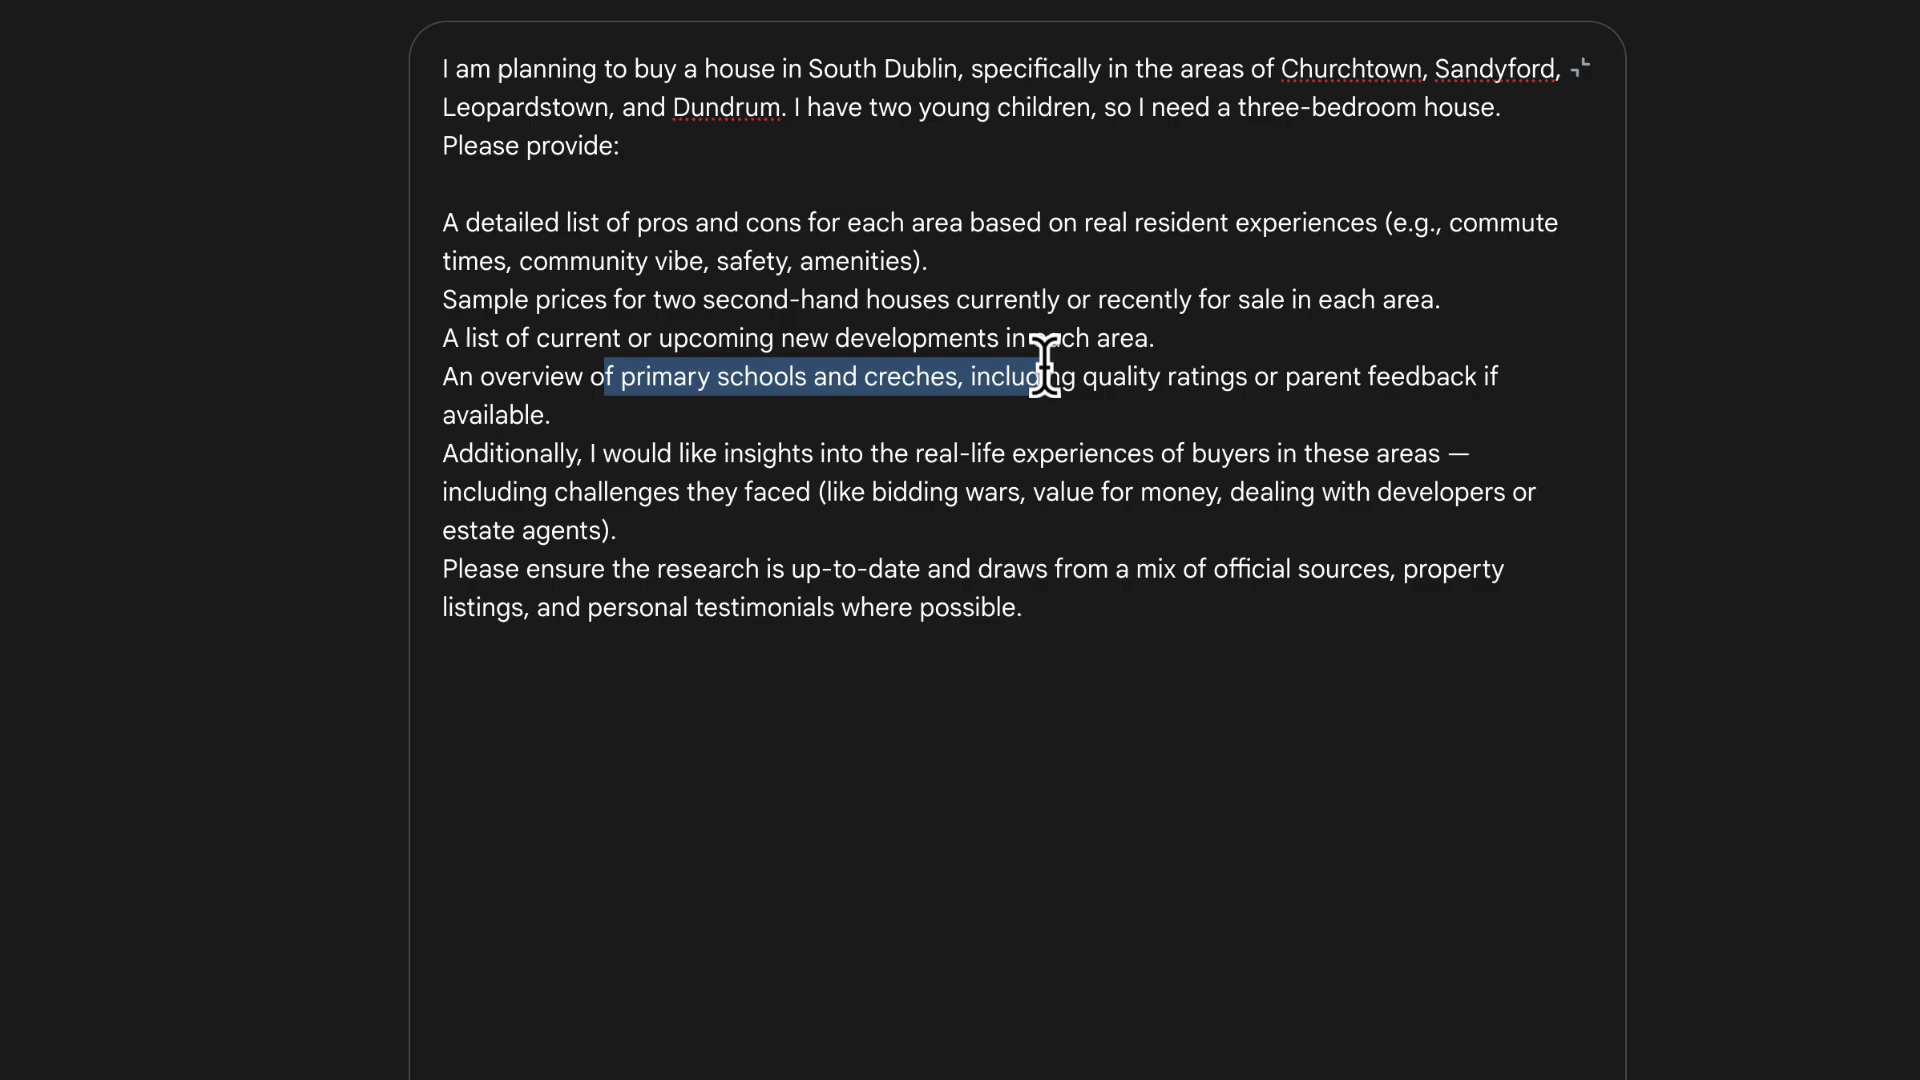 I am planning to buy a house in South Dublin, specifically in the areas of Churchtown, Sandyford,
Leopardstown, and Dundrum. I have two young children, so I need a three-bedroom house.
Please provide:
A detailed list of pros and cons for each area based on real resident experiences (e.g., commute
times, community vibe, safety, amenities).
Sample prices for two second-hand houses currently or recently for sale in each area.
A list of current or upcoming new developments in each area.
An overview of primary schools and creches, including quality ratings or parent feedback if
available.
Additionally, I would like insights into the real-life experiences of buyers in these areas —
including challenges they faced (like bidding wars, value for money, dealing with developers or
estate agents).
Please ensure the research is up-to-date and draws from a mix of official sources, property
listings, and personal testimonials where possible.